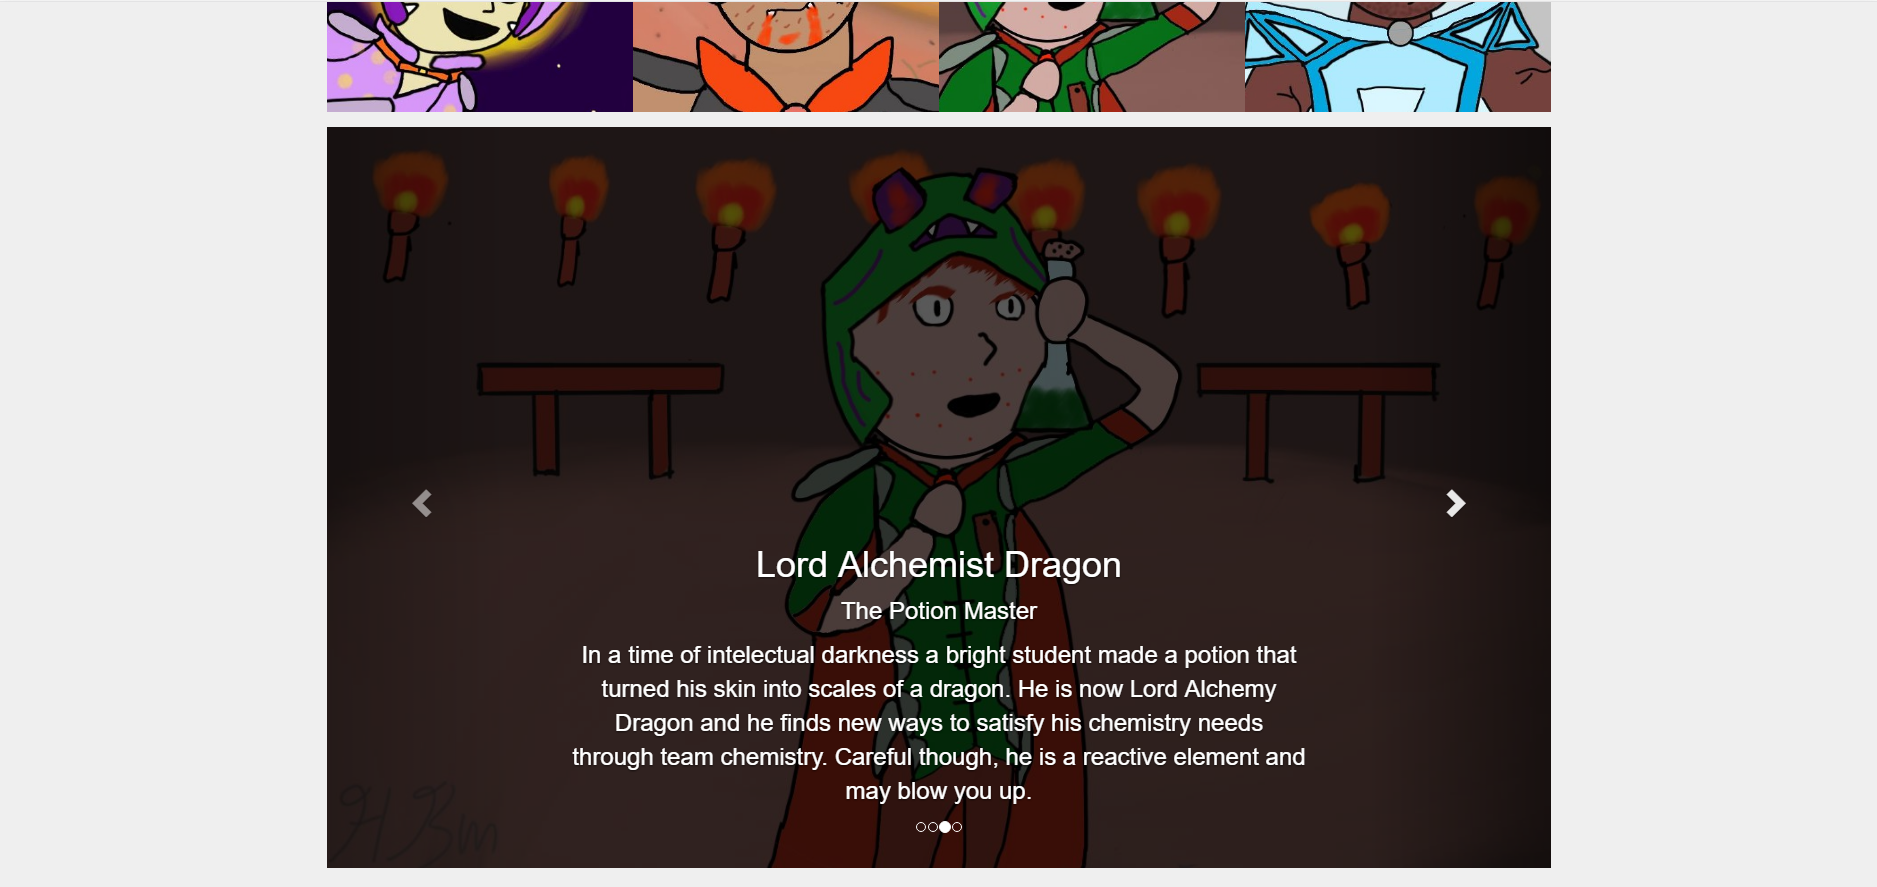 Lord Alchemist Dragon
The Potion Master
In a time of intelectual darkness a bright student made a potion that
turned his skin into scales of a dragon. He is now Lord Alchemy
Dragon and he finds new ways to satisfy his chemistry needs
through team chemistry. Careful though, he is a reactive element and
may blow you up.